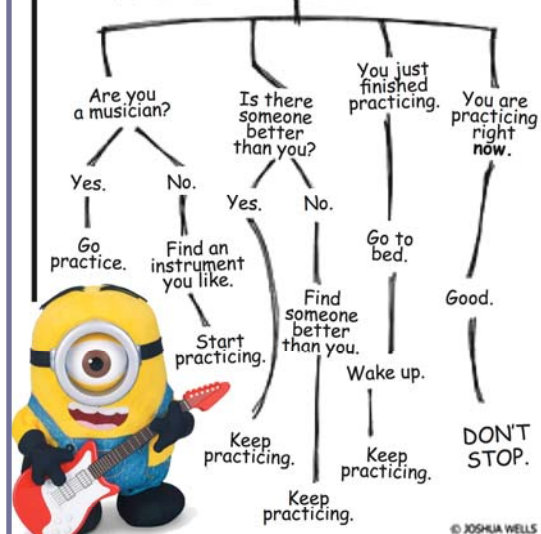 Are you
a musician?
Yes.
Go
practice.
No.
Find an
instrument
you like.
Start
practicing.
Is there
someone
better
than you?
Yes.
Keep
practicing.
No.
Find
someone
better
than you.
Keep
practicing.
You just
finished
practicing.
Go to
bed.
Wake up.
Keep
practicing.
You are
practicing
right
now.
Good.
DON'T
STOP.
© JOSHUA WELLS